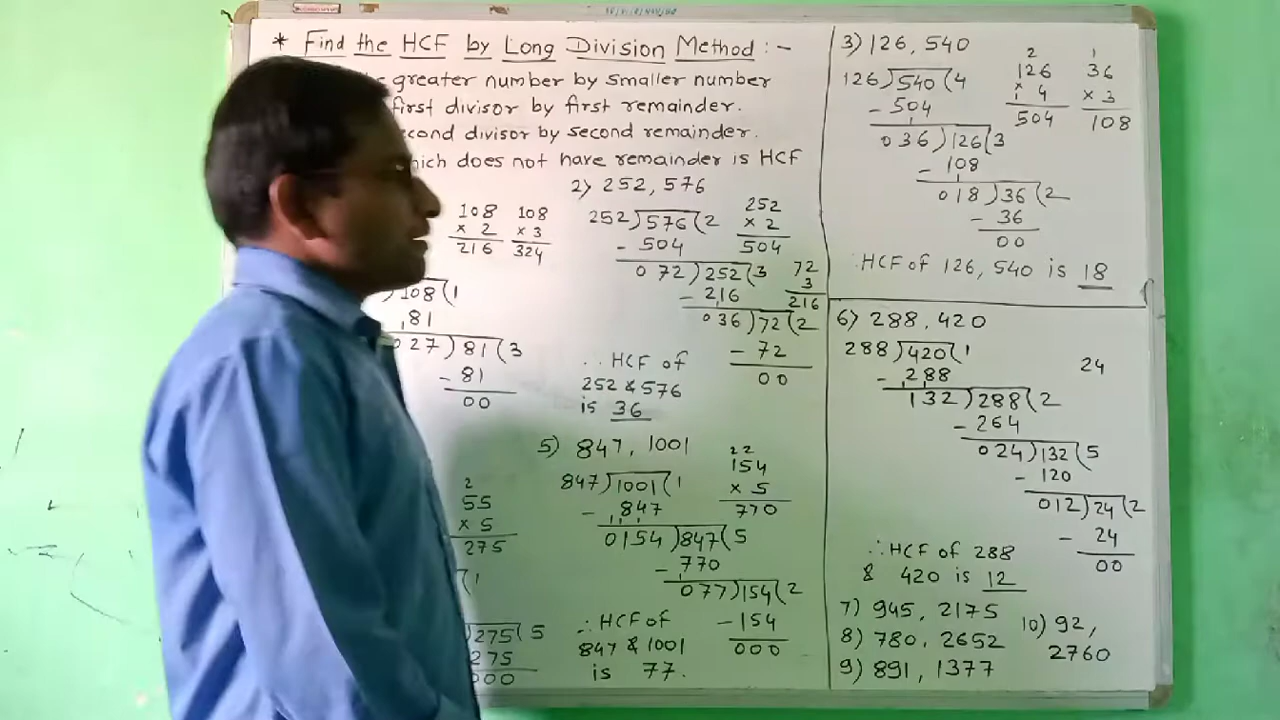 * Find the HCF by Long Division Method :-
greater number by smaller number
first divisor by first remainder.
second divisor by second remainder.
which does not have remainder is HCF
108 108
× 2 × 3
216 324
) 108 ( 1
81
027 ) 81 ( 3
- 81
00
2
55
× 5
275
( 1
) 275 ( 5
275
000
2) 252, 576
252 ) 576 ( 2
- 504
072 ) 252 ( 3
- 216
036 ) 72 ( 2
- 72
00
252
× 2
504
72
3
216
∴ HCF of
252 & 576
is 36
5) 847, 1001
847 ) 1001 ( 1
- 847
0154 ) 847 ( 5
- 770
077 ) 154 ( 2
- 154
000
22
154
× 5
770
∴ HCF of
847 & 1001
is 77.
3) 126, 540
126 ) 540 ( 4
- 504
036 ) 126 ( 3
- 108
018 ) 36 ( 2
- 36
00
2
126
× 4
504
1
36
× 3
108
∴ HCF of 126, 540 is 18
6) 288, 420
288 ) 420 ( 1
- 288
132 ) 288 ( 2
- 264
024 ) 132 ( 5
- 120
012 ) 24 ( 2
- 24
00
24
∴ HCF of 288
& 420 is 12
7) 945, 2175
8) 780, 2652
9) 891, 1377
10) 92,
2760